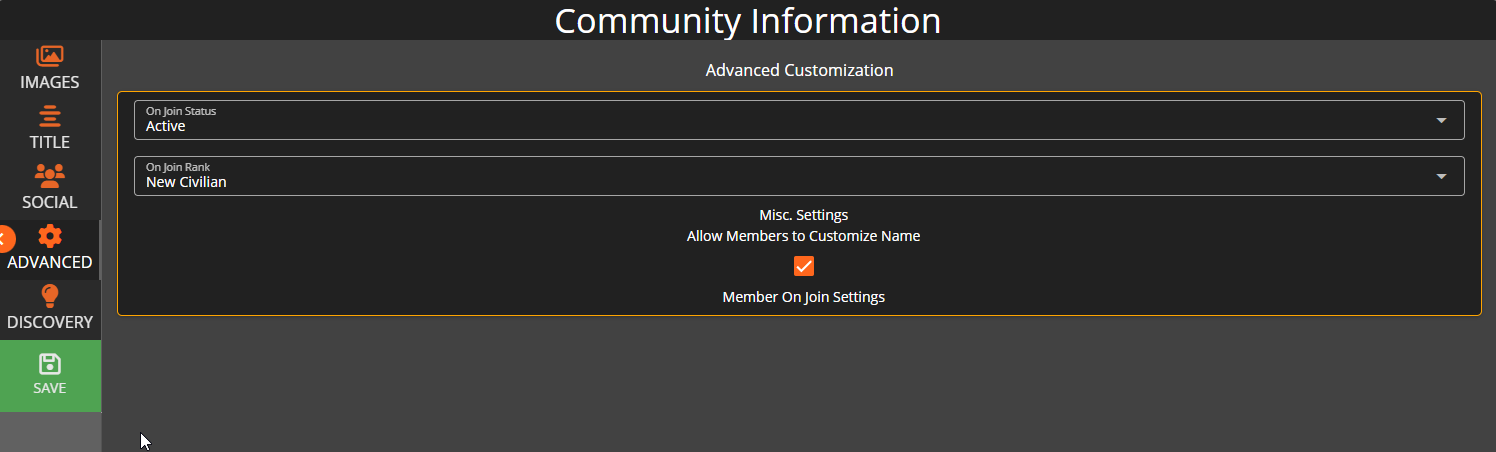 Community Information
IMAGES
TITLE
SOCIAL
ADVANCED
DISCOVERY
SAVE
Advanced Customization
On Join Status
Active
On Join Rank
New Civilian
Misc. Settings
Allow Members to Customize Name
Member On Join Settings